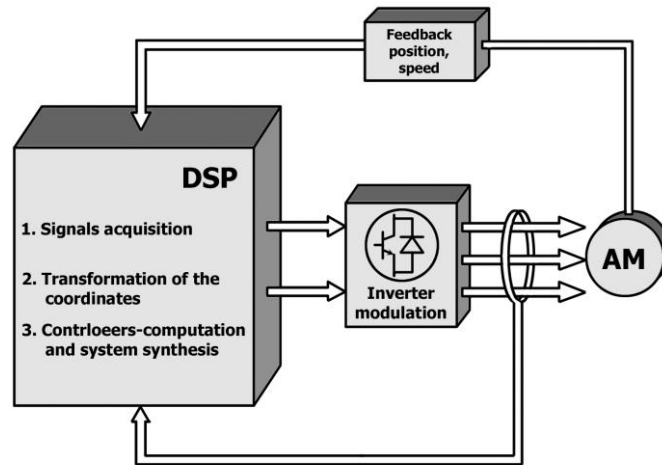 Feedback
position,
speed
DSP
1. Signals acquisition
2. Transformation of the
coordinates
3. Contrloeers-computation
and system synthesis
Inverter
modulation
AM